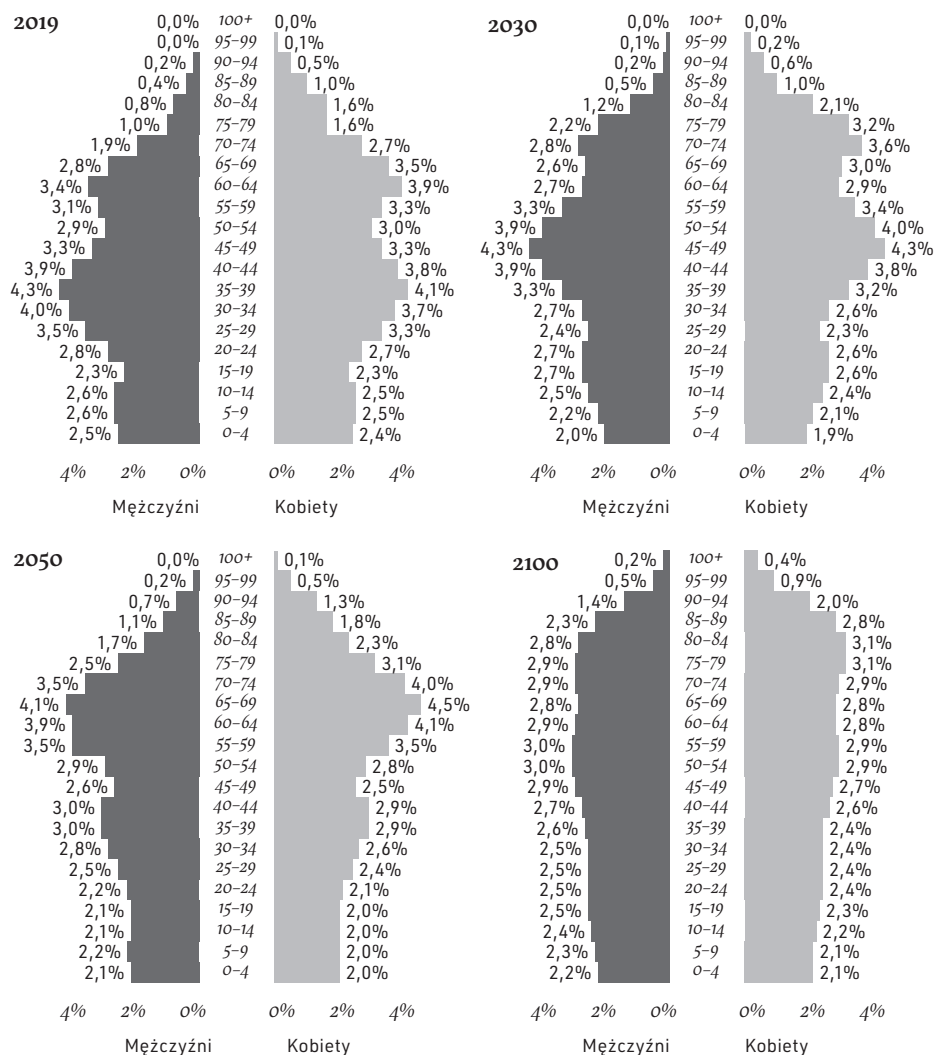 2019
0,0% 100+ 0,0%
0,0% 95–99 0,1%
0,2% 90–94 0,5%
0,4% 85–89 1,0%
0,8% 80–84 1,6%
1,0% 75–79 1,6%
1,9% 70–74 2,7%
2,8% 65–69 3,5%
3,4% 60–64 3,9%
3,1% 55–59 3,3%
2,9% 50–54 3,0%
3,3% 45–49 3,3%
3,9% 40–44 3,8%
4,3% 35–39 4,1%
4,0% 30–34 3,7%
3,5% 25–29 3,3%
2,8% 20–24 2,7%
2,3% 15–19 2,3%
2,6% 10–14 2,5%
2,6% 5–9 2,5%
2,5% 0–4 2,4%
4% 2% 0% 0% 2% 4%
Mężczyźni Kobiety
2030
0,0% 100+ 0,0%
0,1% 95–99 0,2%
0,2% 90–94 0,6%
0,5% 85–89 1,0%
1,2% 80–84 2,1%
2,2% 75–79 3,2%
2,8% 70–74 3,6%
2,6% 65–69 3,0%
2,7% 60–64 2,9%
3,3% 55–59 3,4%
3,9% 50–54 4,0%
4,3% 45–49 4,3%
3,9% 40–44 3,8%
3,3% 35–39 3,2%
2,7% 30–34 2,6%
2,4% 25–29 2,3%
2,7% 20–24 2,6%
2,7% 15–19 2,6%
2,5% 10–14 2,4%
2,2% 5–9 2,1%
2,0% 0–4 1,9%
4% 2% 0% 0% 2% 4%
Mężczyźni Kobiety
2050
0,0% 100+ 0,1%
0,2% 95–99 0,5%
0,7% 90–94 1,3%
1,1% 85–89 1,8%
1,7% 80–84 2,3%
2,5% 75–79 3,1%
3,5% 70–74 4,0%
4,1% 65–69 4,5%
3,9% 60–64 4,1%
3,5% 55–59 3,5%
2,9% 50–54 2,8%
2,6% 45–49 2,5%
3,0% 40–44 2,9%
3,0% 35–39 2,9%
2,8% 30–34 2,6%
2,5% 25–29 2,4%
2,2% 20–24 2,1%
2,1% 15–19 2,0%
2,1% 10–14 2,0%
2,2% 5–9 2,0%
2,1% 0–4 2,0%
4% 2% 0% 0% 2% 4%
Mężczyźni Kobiety
2100
0,2% 100+ 0,4%
0,5% 95–99 0,9%
1,4% 90–94 2,0%
2,3% 85–89 2,8%
2,8% 80–84 3,1%
2,9% 75–79 3,1%
2,9% 70–74 2,9%
2,8% 65–69 2,8%
2,9% 60–64 2,8%
3,0% 55–59 2,9%
3,0% 50–54 2,9%
2,9% 45–49 2,7%
2,7% 40–44 2,6%
2,6% 35–39 2,4%
2,5% 30–34 2,4%
2,5% 25–29 2,4%
2,5% 20–24 2,4%
2,5% 15–19 2,3%
2,4% 10–14 2,2%
2,3% 5–9 2,1%
2,2% 0–4 2,1%
4% 2% 0% 0% 2% 4%
Mężczyźni Kobiety